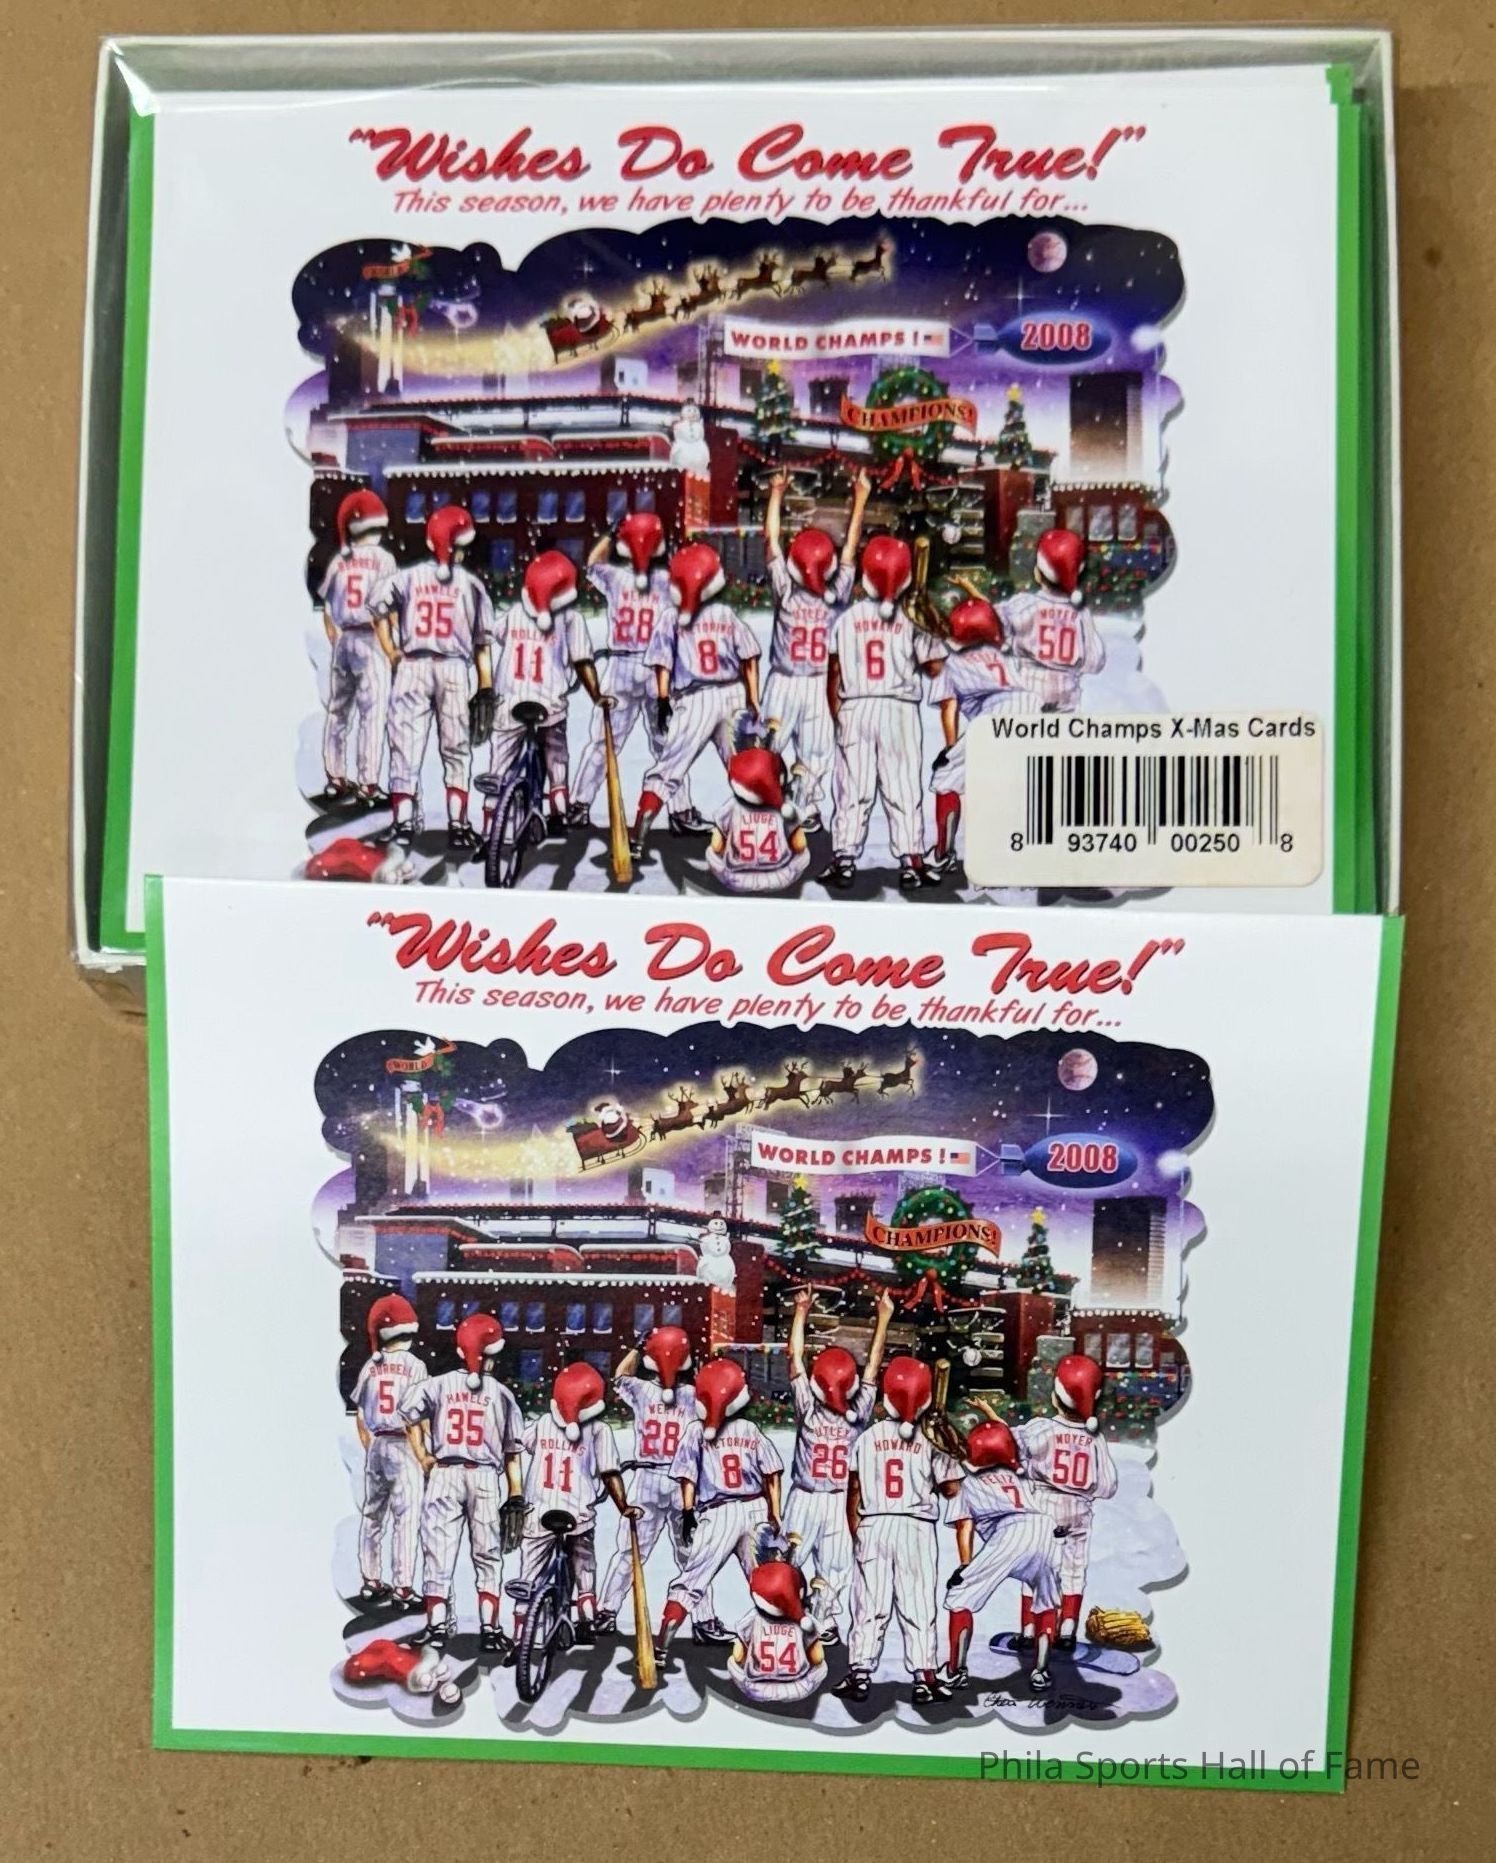 "Wishes Do Come True!"
This season, we have plenty to be thankful for...
WORLD
WORLD CHAMPS !
2008
CHAMPIONS!
BURRELL
5
HAMELS
35
ROLLINS
11
WERTH
28
8
UTLEY
26
HOWARD
6
7
MOYER
50
LIDGE
54
World Champs X-Mas Cards
8 93740 00250 8
"Wishes Do Come True!"
This season, we have plenty to be thankful for...
WORLD
WORLD CHAMPS !
2008
CHAMPIONS!
BURRELL
5
HAMELS
35
ROLLINS
11
WERTH
28
VICTORINO
8
UTLEY
26
HOWARD
6
FELIZ
7
MOYER
50
LIDGE
54
Phila Sports Hall of Fame